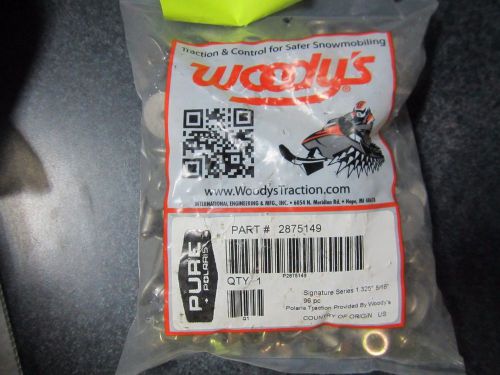 Traction & Control for Safer Snowmobiling
woody's®
www.WoodysTraction.com
INTERNATIONAL ENGINEERING & MFG., INC. • 6054 N. Meridian Rd. • Hope, MI 48628
PURE
POLARIS
PART # 2875149
P2875149
QTY 1
Q1
Signature Series 1.325" 5/16"
96 pc
Polaris Traction Provided By Woody's
COUNTRY OF ORIGIN US